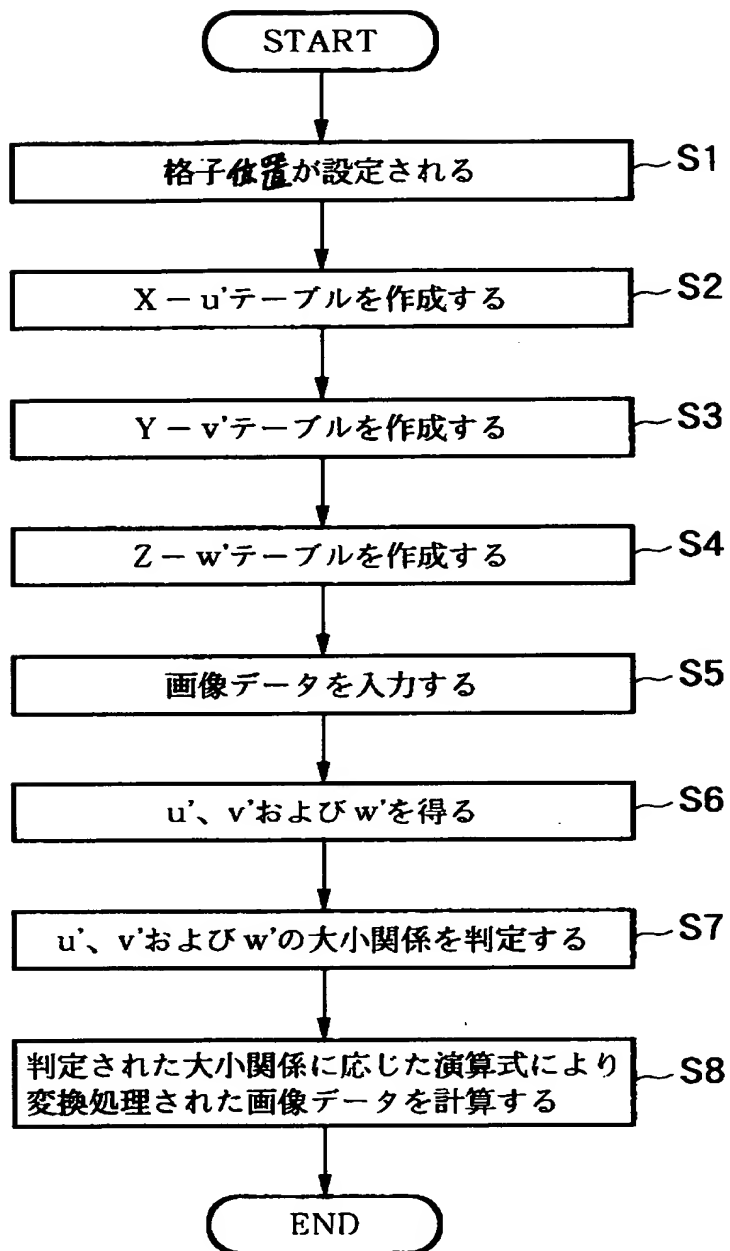 START
格子位置が設定される
S1
X－u'テーブルを作成する
S2
Y－v'テーブルを作成する
S3
Z－w'テーブルを作成する
S4
画像データを入力する
S5
u'、v'およびw'を得る
S6
u'、v'およびw'の大小関係を判定する
S7
判定された大小関係に応じた演算式により
変換処理された画像データを計算する
S8
END